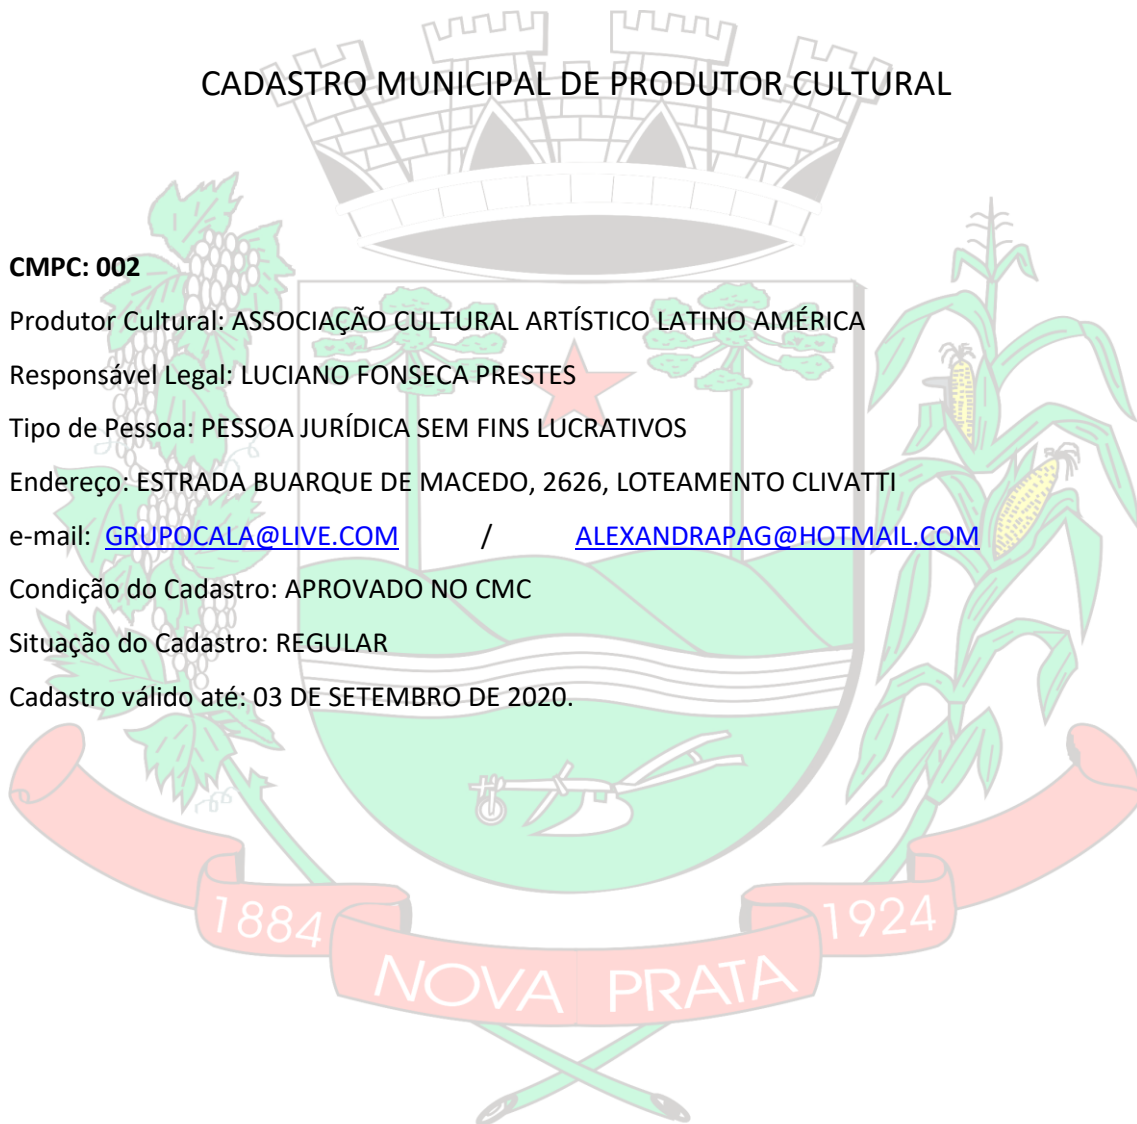 CADASTRO MUNICIPAL DE PRODUTOR CULTURAL
CMPC: 002
Produtor Cultural: ASSOCIAÇÃO CULTURAL ARTÍSTICO LATINO AMÉRICA
Responsável Legal: LUCIANO FONSECA PRESTES
Tipo de Pessoa: PESSOA JURÍDICA SEM FINS LUCRATIVOS
Endereço: ESTRADA BUARQUE DE MACEDO, 2626, LOTEAMENTO CLIVATTI
e-mail: GRUPOCALA@LIVE.COM / ALEXANDRAPAG@HOTMAIL.COM
Condição do Cadastro: APROVADO NO CMC
Situação do Cadastro: REGULAR
Cadastro válido até: 03 DE SETEMBRO DE 2020.
1884
NOVA PRATA
1924